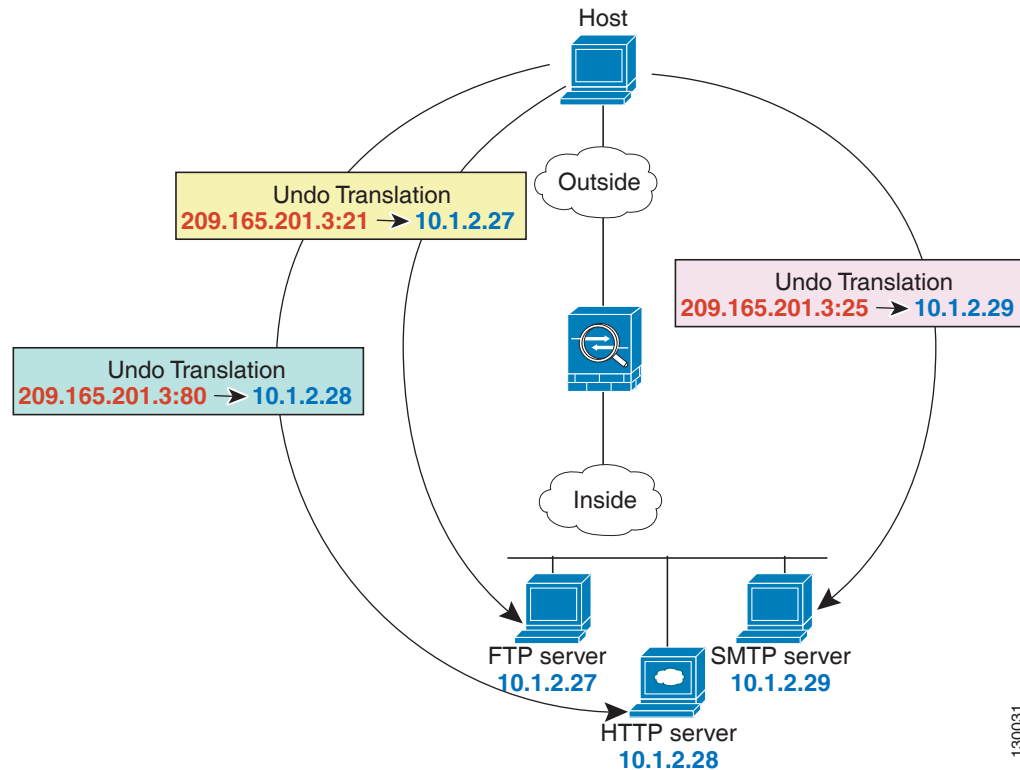 Host
Outside
Undo Translation
209.165.201.3:21 10.1.2.27
Undo Translation
209.165.201.3:25 10.1.2.29
Undo Translation
209.165.201.3:80 10.1.2.28
Inside
FTP server
10.1.2.27
SMTP server
10.1.2.29
HTTP server
10.1.2.28
130031